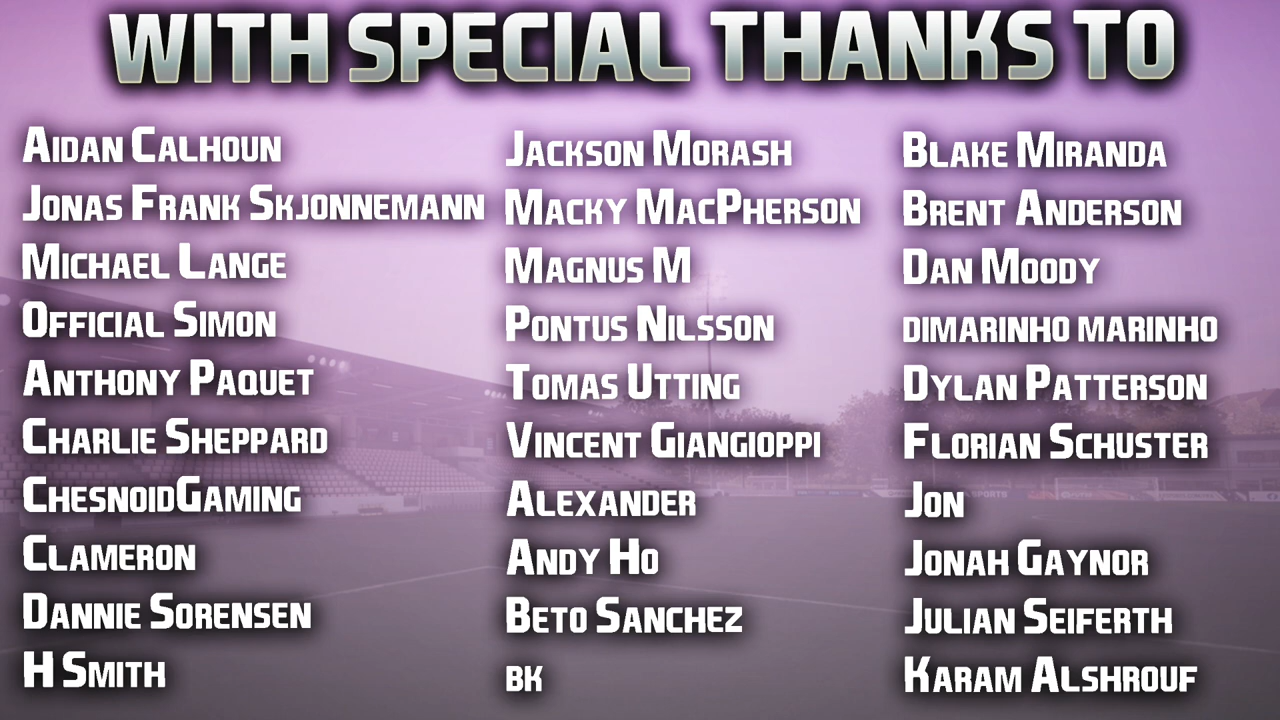 WITH SPECIAL THANKS TO
Aidan Calhoun
Jonas Frank Skjonnemann
Michael Lange
Official Simon
Anthony Paquet
Charlie Sheppard
ChesnoidGaming
Clameron
Dannie Sorensen
H Smith
Jackson Morash
Macky MacPherson
Magnus M
Pontus Nilsson
Tomas Utting
Vincent Giangioppi
Alexander
Andy Ho
Beto Sanchez
bk
Blake Miranda
Brent Anderson
Dan Moody
dimarinho marinho
Dylan Patterson
Florian Schuster
Jon
Jonah Gaynor
Julian Seiferth
Karam Alshrouf